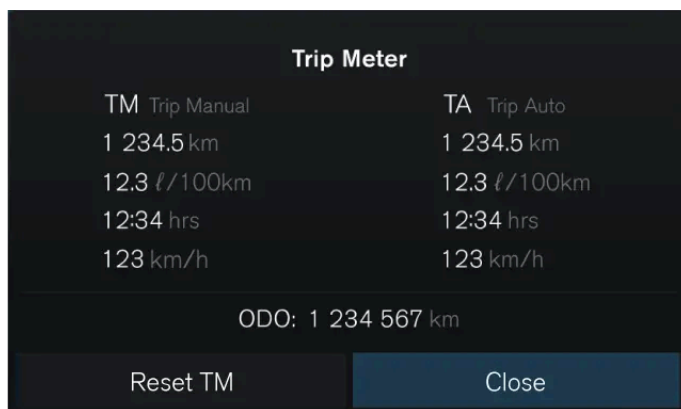 Trip Meter
TM Trip Manual
1 234.5 km
12.3 ℓ/100km
12:34 hrs
123 km/h
TA Trip Auto
1 234.5 km
12.3 ℓ/100km
12:34 hrs
123 km/h
ODO: 1 234 567 km
Reset TM
Close